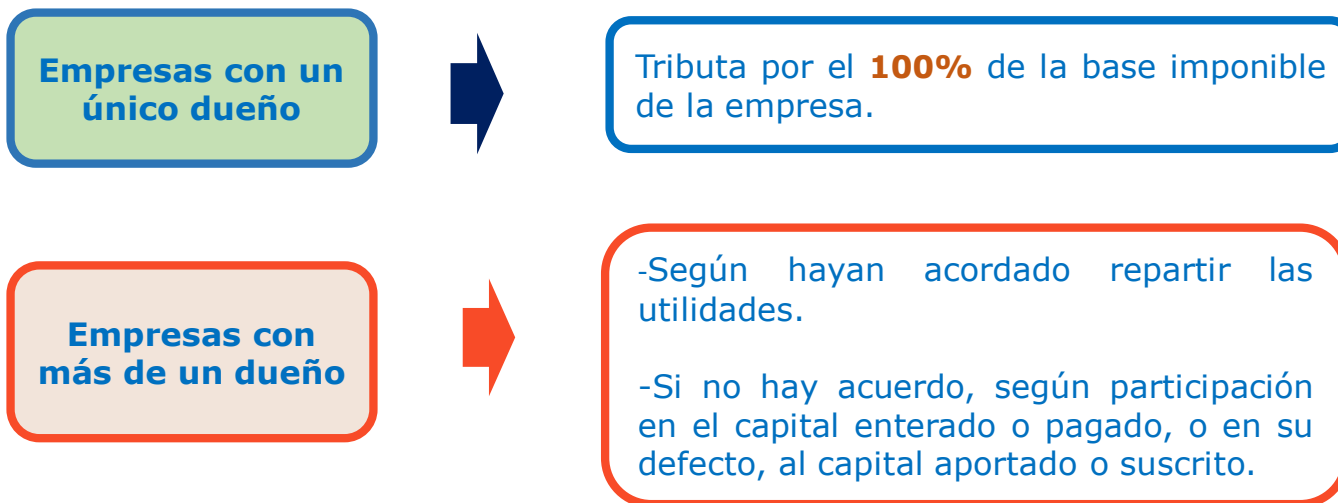 Empresas con un
único dueño
Tributa por el 100% de la base imponible
de la empresa.
Empresas con
más de un dueño
-Según hayan acordado repartir las
utilidades.
-Si no hay acuerdo, según participación
en el capital enterado o pagado, o en su
defecto, al capital aportado o suscrito.